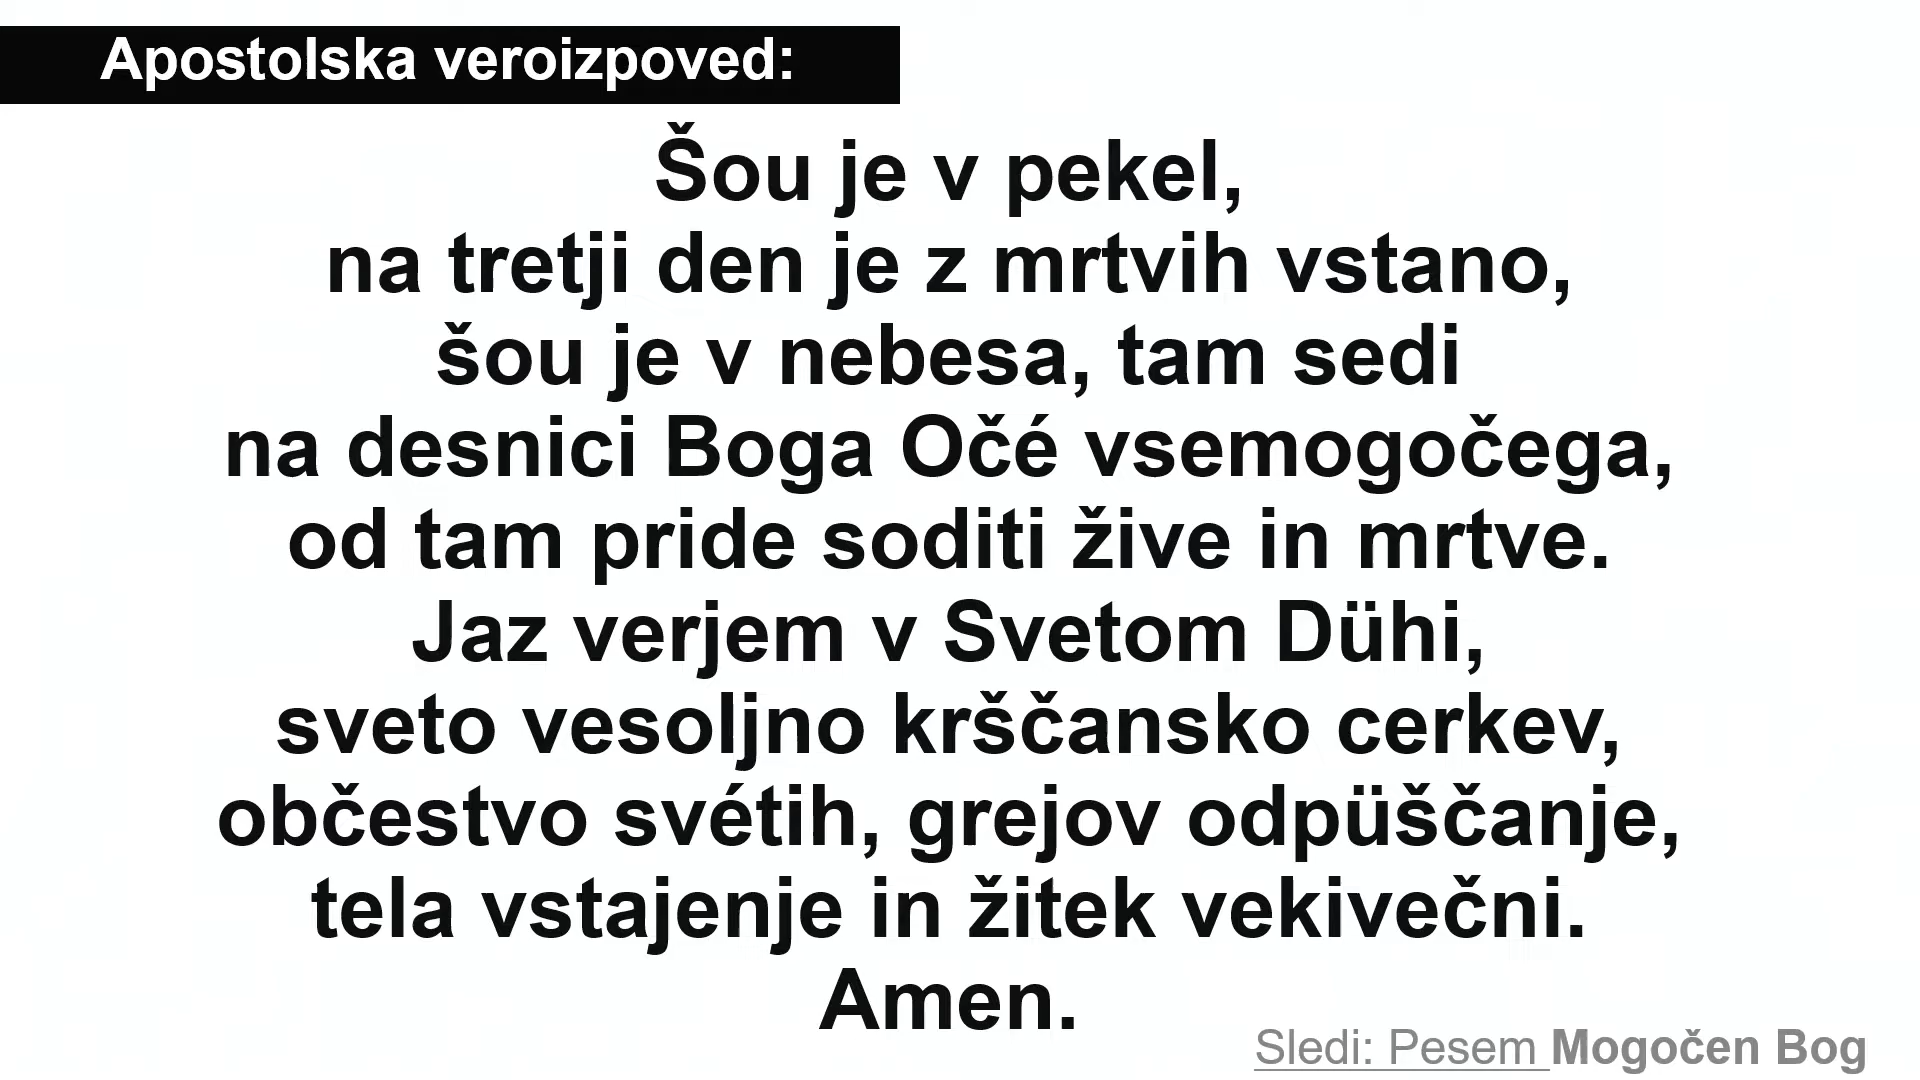 Apostolska veroizpoved:
Šou je v pekel,
na tretji den je z mrtvih vstano,
šou je v nebesa, tam sedi
na desnici Boga Očé vsemogočega,
od tam pride soditi žive in mrtve.
Jaz verjem v Svetom Dühi,
sveto vesoljno krščansko cerkev,
občestvo svétih, grejov odpüščanje,
tela vstajenje in žitek vekivečni.
Amen.
Sledi: Pesem Mogočen Bog